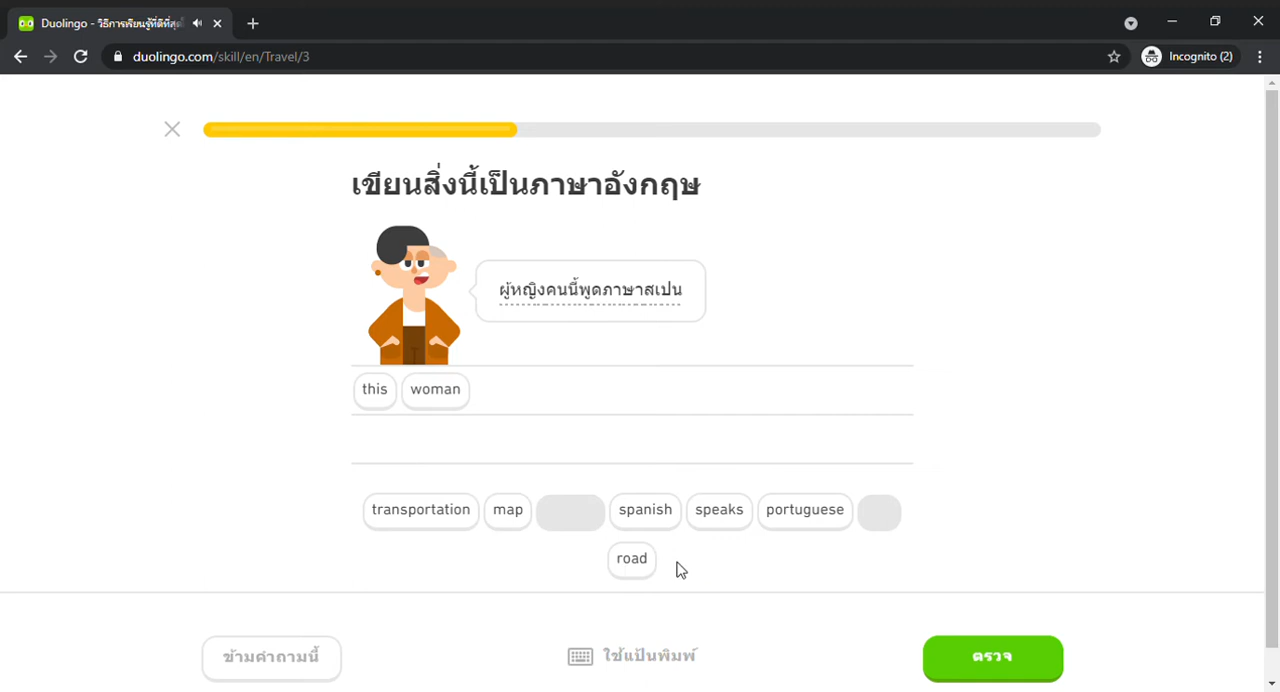 Duolingo - วิธีการเรียนรู้ที่ดีที่สุด
duolingo.com/skill/en/Travel/3
Incognito (2)
เขียนสิ่งนี้เป็นภาษาอังกฤษ
ผู้หญิงคนนี้พูดภาษาสเปน
this woman
transportation map spanish speaks portuguese
road
ข้ามคำถามนี้ ใช้แป้นพิมพ์ ตรวจ